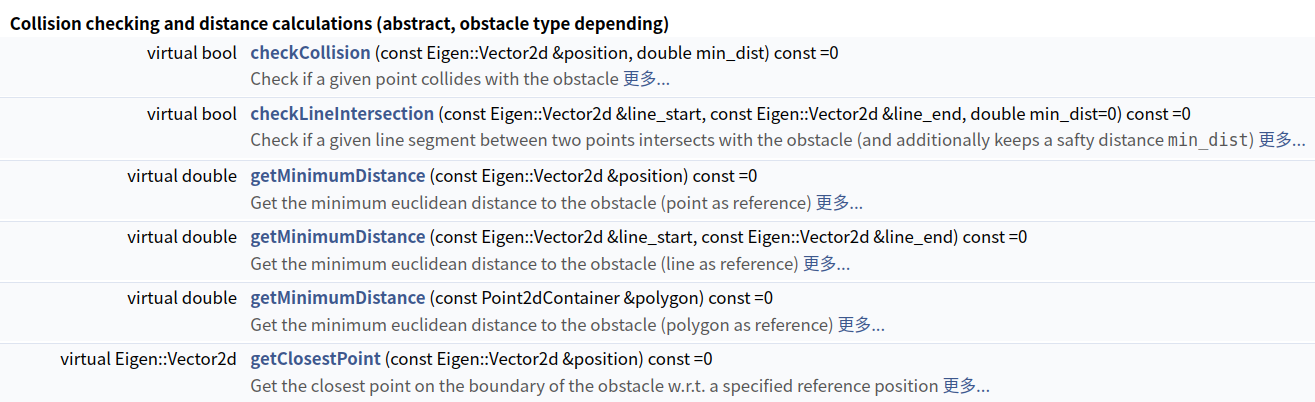 Collision checking and distance calculations (abstract, obstacle type depending)
virtual bool checkCollision (const Eigen::Vector2d &position, double min_dist) const =0
Check if a given point collides with the obstacle 更多...
virtual bool checkLineIntersection (const Eigen::Vector2d &line_start, const Eigen::Vector2d &line_end, double min_dist=0) const =0
Check if a given line segment between two points intersects with the obstacle (and additionally keeps a safty distance min_dist) 更多...
virtual double getMinimumDistance (const Eigen::Vector2d &position) const =0
Get the minimum euclidean distance to the obstacle (point as reference) 更多...
virtual double getMinimumDistance (const Eigen::Vector2d &line_start, const Eigen::Vector2d &line_end) const =0
Get the minimum euclidean distance to the obstacle (line as reference) 更多...
virtual double getMinimumDistance (const Point2dContainer &polygon) const =0
Get the minimum euclidean distance to the obstacle (polygon as reference) 更多...
virtual Eigen::Vector2d getClosestPoint (const Eigen::Vector2d &position) const =0
Get the closest point on the boundary of the obstacle w.r.t. a specified reference position 更多...